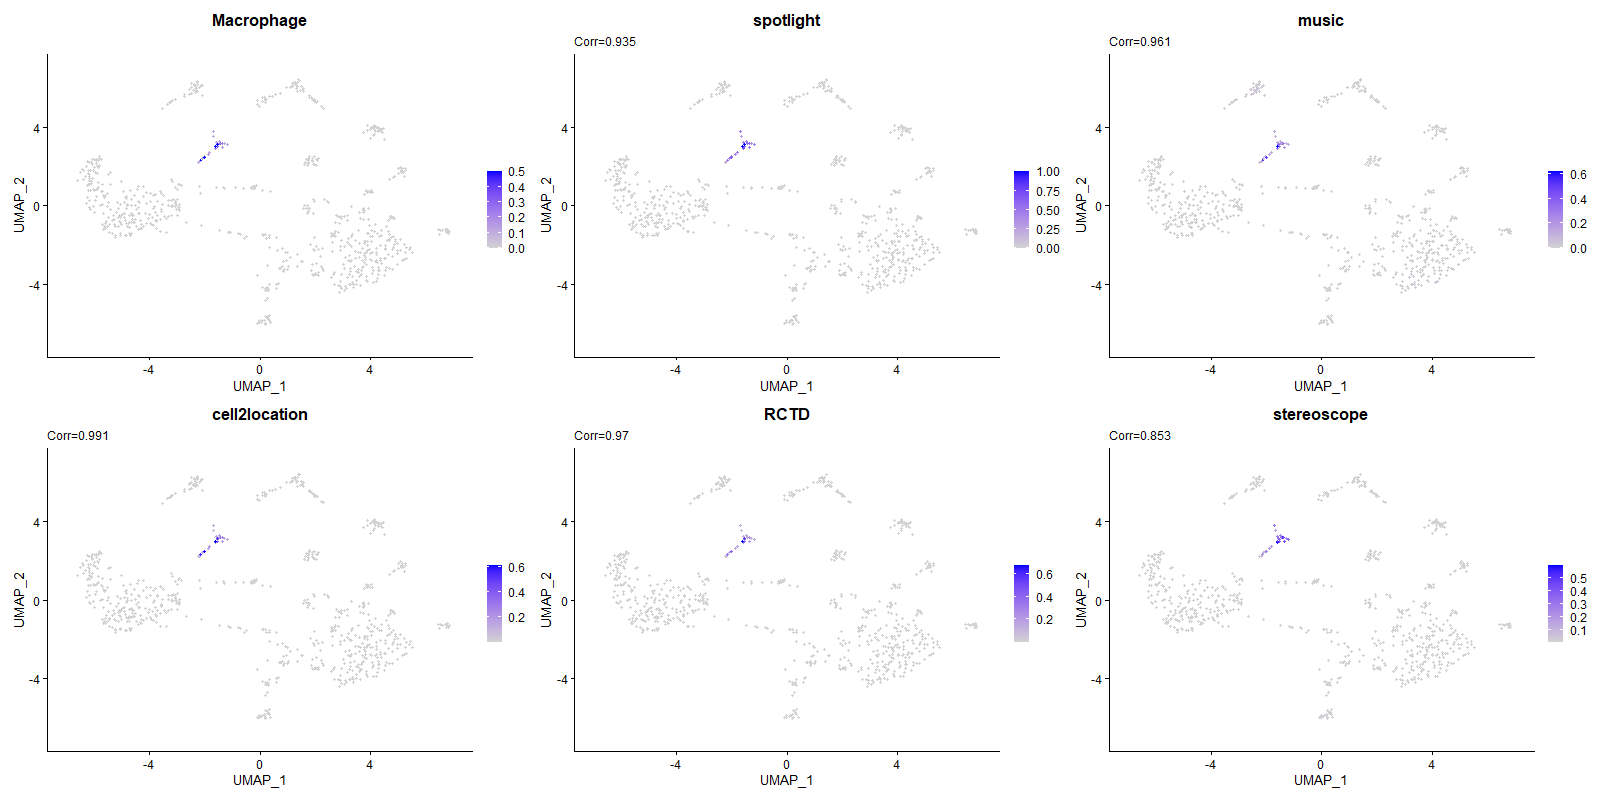 Macrophage
4
0
-4
UMAP_2
-4
0
4
UMAP_1
0.5
0.4
0.3
0.2
0.1
0.0
spotlight
Corr=0.935
4
0
-4
UMAP_2
-4
0
4
UMAP_1
1.00
0.75
0.50
0.25
0.00
music
Corr=0.961
4
0
-4
UMAP_2
-4
0
4
UMAP_1
0.6
0.4
0.2
0.0
cell2location
Corr=0.991
4
0
-4
UMAP_2
-4
0
4
UMAP_1
0.6
0.4
0.2
RCTD
Corr=0.97
4
0
-4
UMAP_2
-4
0
4
UMAP_1
0.6
0.4
0.2
stereoscope
Corr=0.853
4
0
-4
UMAP_2
-4
0
4
UMAP_1
0.5
0.4
0.3
0.2
0.1